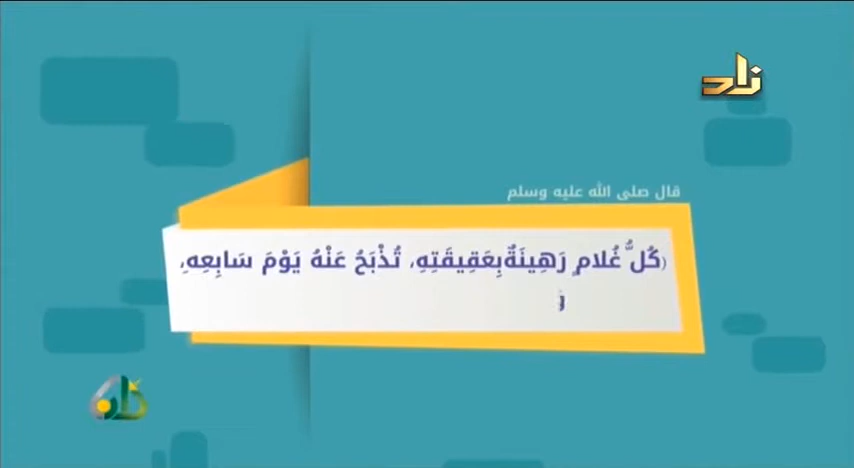 زاد
قال صلى الله عليه وسلم
(كُلُّ غُلامٍ رَهِينَةٌ بِعَقِيقَتِهِ، تُذْبَحُ عَنْهُ يَوْمَ سَابِعِهِ،